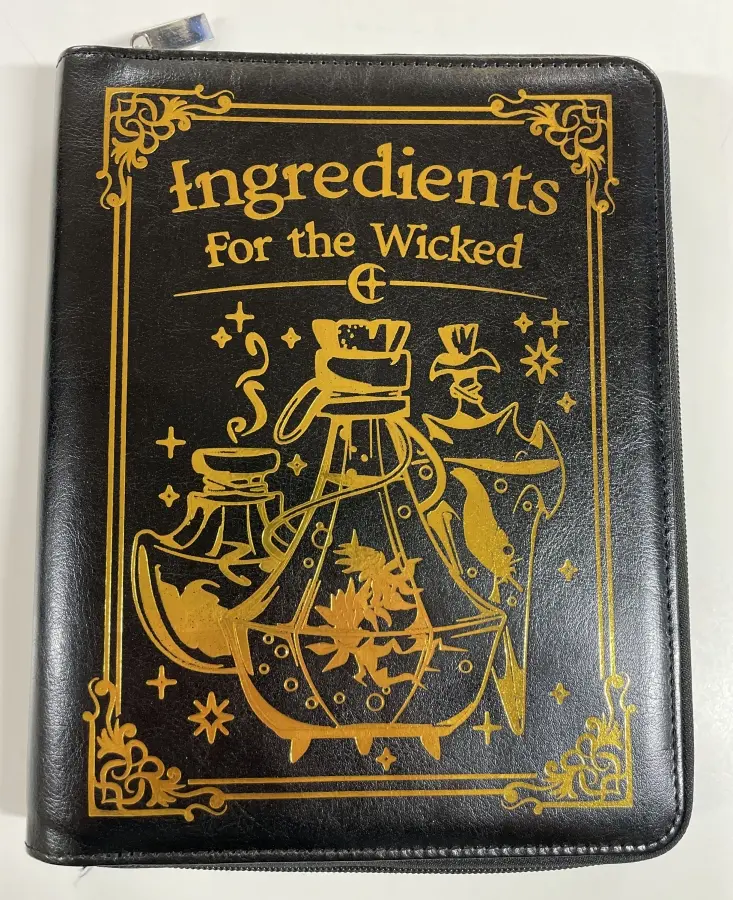 Ingredients
For the Wicked